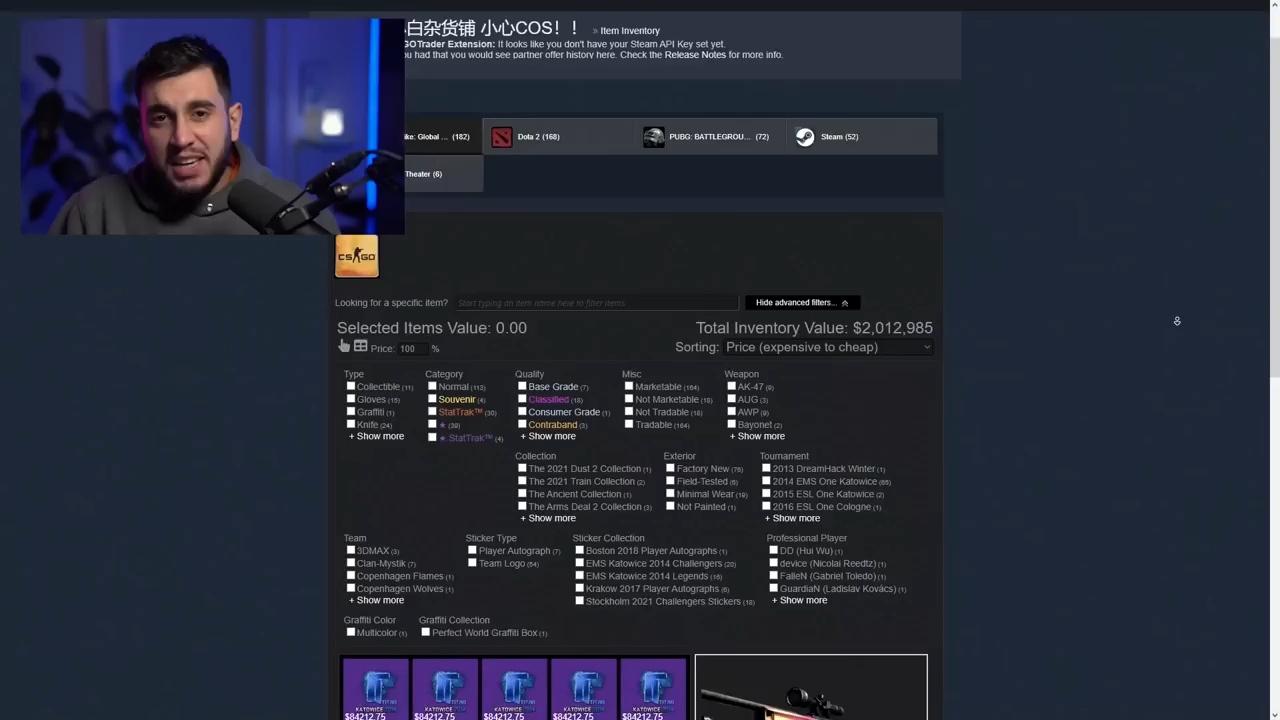 白杂货铺 小心COS！！ » Item Inventory
GOTrader Extension: It looks like you don't have your Steam API Key set yet.
ou had that you would see partner offer history here. Check the Release Notes for more info.
ike: Global ... (182)
Dota 2 (168)
PUBG: BATTLEGROU... (72)
Steam (52)
Theater (6)
CS GO
Looking for a specific item? Start typing an item name here to filter items Hide advanced filters...
Selected Items Value: 0.00 Total Inventory Value: $2,012,985
Price: 100 % Sorting: Price (expensive to cheap)
Type
Collectible (11)
Gloves (15)
Graffiti (1)
Knife (24)
+ Show more
Category
Normal (113)
Souvenir (4)
StatTrak™ (30)
★ (39)
★ StatTrak™ (4)
Quality
Base Grade (7)
Classified (18)
Consumer Grade (1)
Contraband (3)
+ Show more
Misc
Marketable (164)
Not Marketable (18)
Not Tradable (18)
Tradable (164)
Weapon
AK-47 (9)
AUG (3)
AWP (9)
Bayonet (2)
+ Show more
Collection
The 2021 Dust 2 Collection (1)
The 2021 Train Collection (2)
The Ancient Collection (1)
The Arms Deal 2 Collection (3)
+ Show more
Exterior
Factory New (76)
Field-Tested (6)
Minimal Wear (19)
Not Painted (1)
Tournament
2013 DreamHack Winter (1)
2014 EMS One Katowice (65)
2015 ESL One Katowice (2)
2016 ESL One Cologne (1)
+ Show more
Team
3DMAX (3)
Clan-Mystik (7)
Copenhagen Flames (1)
Copenhagen Wolves (1)
+ Show more
Sticker Type
Player Autograph (7)
Team Logo (64)
Sticker Collection
Boston 2018 Player Autographs (1)
EMS Katowice 2014 Challengers (20)
EMS Katowice 2014 Legends (16)
Krakow 2017 Player Autographs (6)
Stockholm 2021 Challengers Stickers (18)
Professional Player
DD (Hui Wu) (1)
device (Nicolai Reedtz) (1)
FalleN (Gabriel Toledo) (1)
GuardiaN (Ladislav Kovács) (1)
+ Show more
Graffiti Color
Multicolor (1)
Graffiti Collection
Perfect World Graffiti Box (1)
KATOWICE KATOWICE KATOWICE KATOWICE KATOWICE
$84212.75 $84212.75 $84212.75 $84212.75 $84212.75